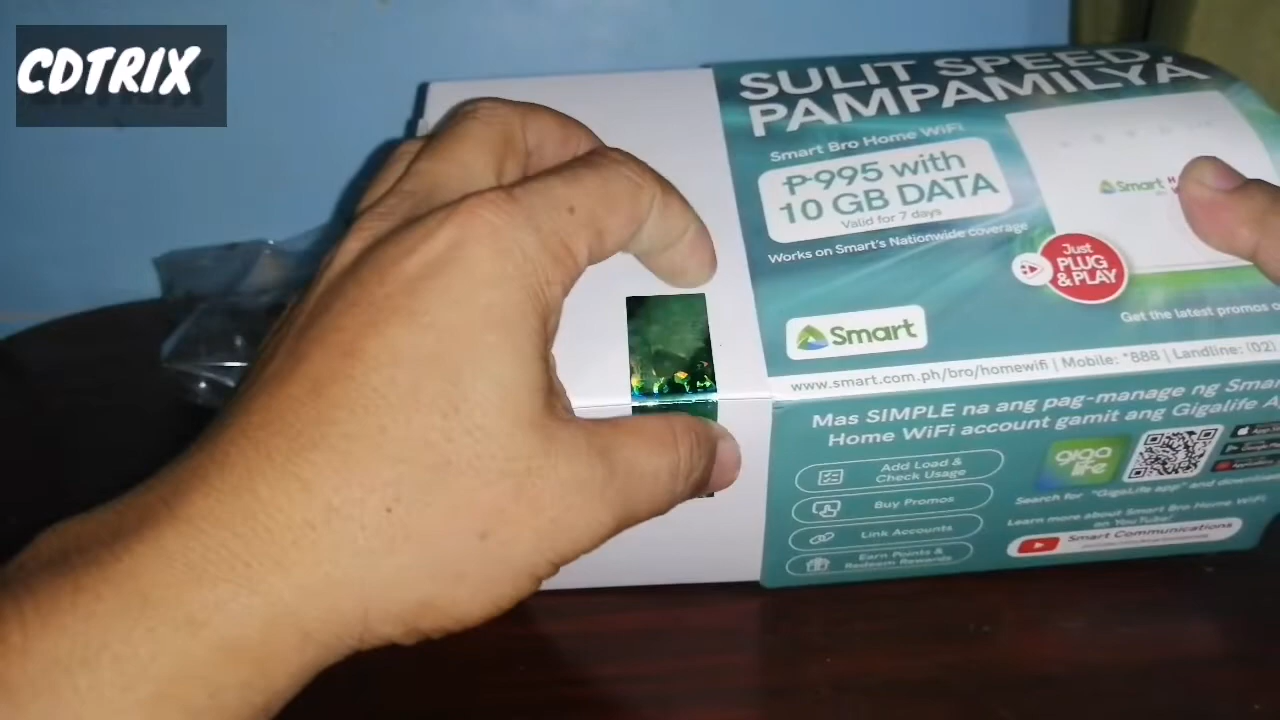 CDTRIX
SULIT SPEED,
PAMPAMILYA
Smart Bro Home WiFi
₱995 with
10 GB DATA
Valid for 7 days
Works on Smart's Nationwide coverage
Smart
Just
PLUG
& PLAY
Get the latest promos
Smart
www.smart.com.ph/bro/homewifi | Mobile: *888 | Landline: (02)
Mas SIMPLE na ang pag-manage ng
Home WiFi account gamit ang Gigalife
giga
life
Add Load &
Check Usage
Buy Promos
Link Accounts
Earn Points &
Redeem Rewards
Search for "GigaLife app" and
Learn more about Smart Bro Home WiFi
on YouTube
Smart Communications